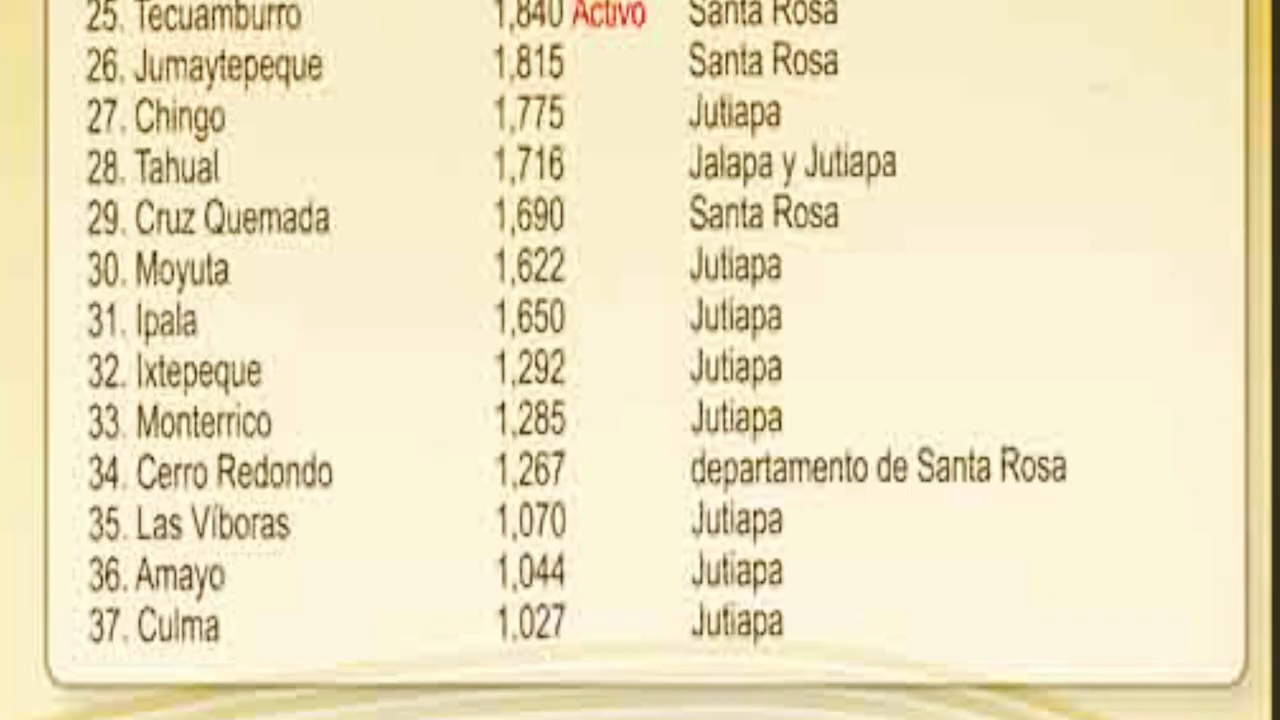 25. Tecuamburro 1,840 Activo Santa Rosa
26. Jumaytepeque 1,815 Santa Rosa
27. Chingo 1,775 Jutiapa
28. Tahual 1,716 Jalapa y Jutiapa
29. Cruz Quemada 1,690 Santa Rosa
30. Moyuta 1,622 Jutiapa
31. Ipala 1,650 Jutiapa
32. Ixtepeque 1,292 Jutiapa
33. Monterrico 1,285 Jutiapa
34. Cerro Redondo 1,267 departamento de Santa Rosa
35. Las Víboras 1,070 Jutiapa
36. Amayo 1,044 Jutiapa
37. Culma 1,027 Jutiapa